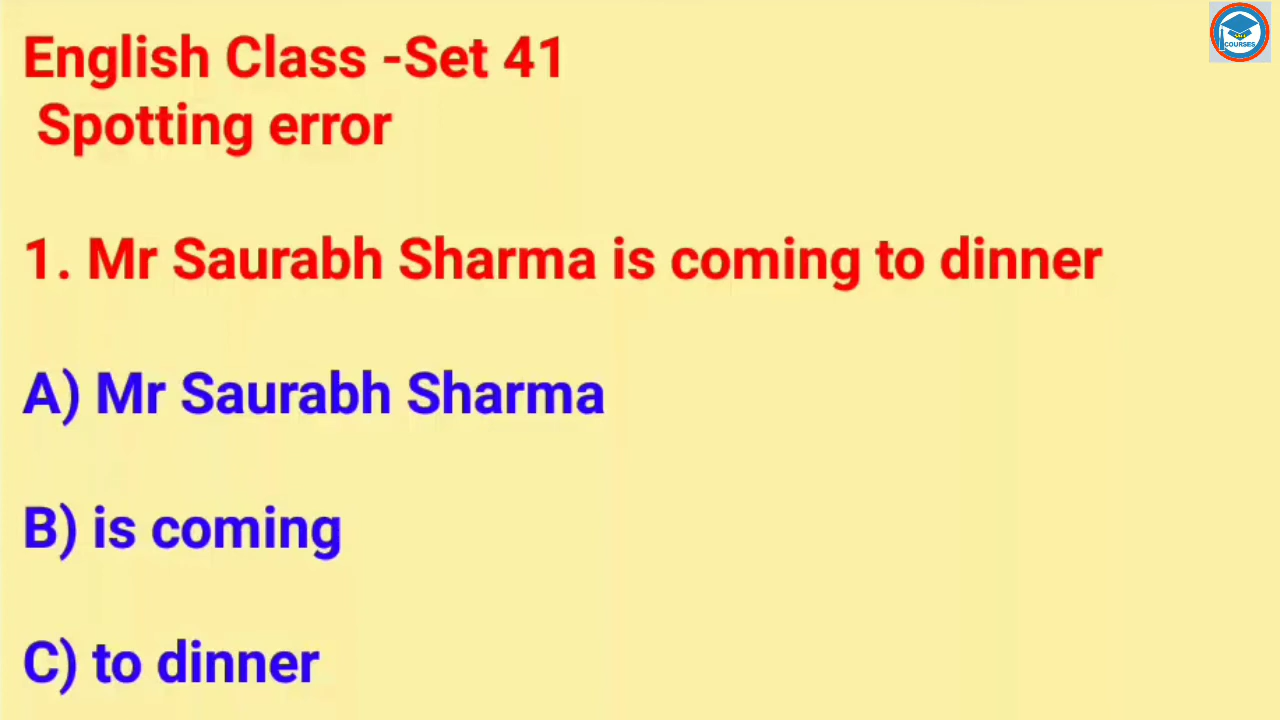 English Class -Set 41
Spotting error
1. Mr Saurabh Sharma is coming to dinner
A) Mr Saurabh Sharma
B) is coming
C) to dinner
COURSES